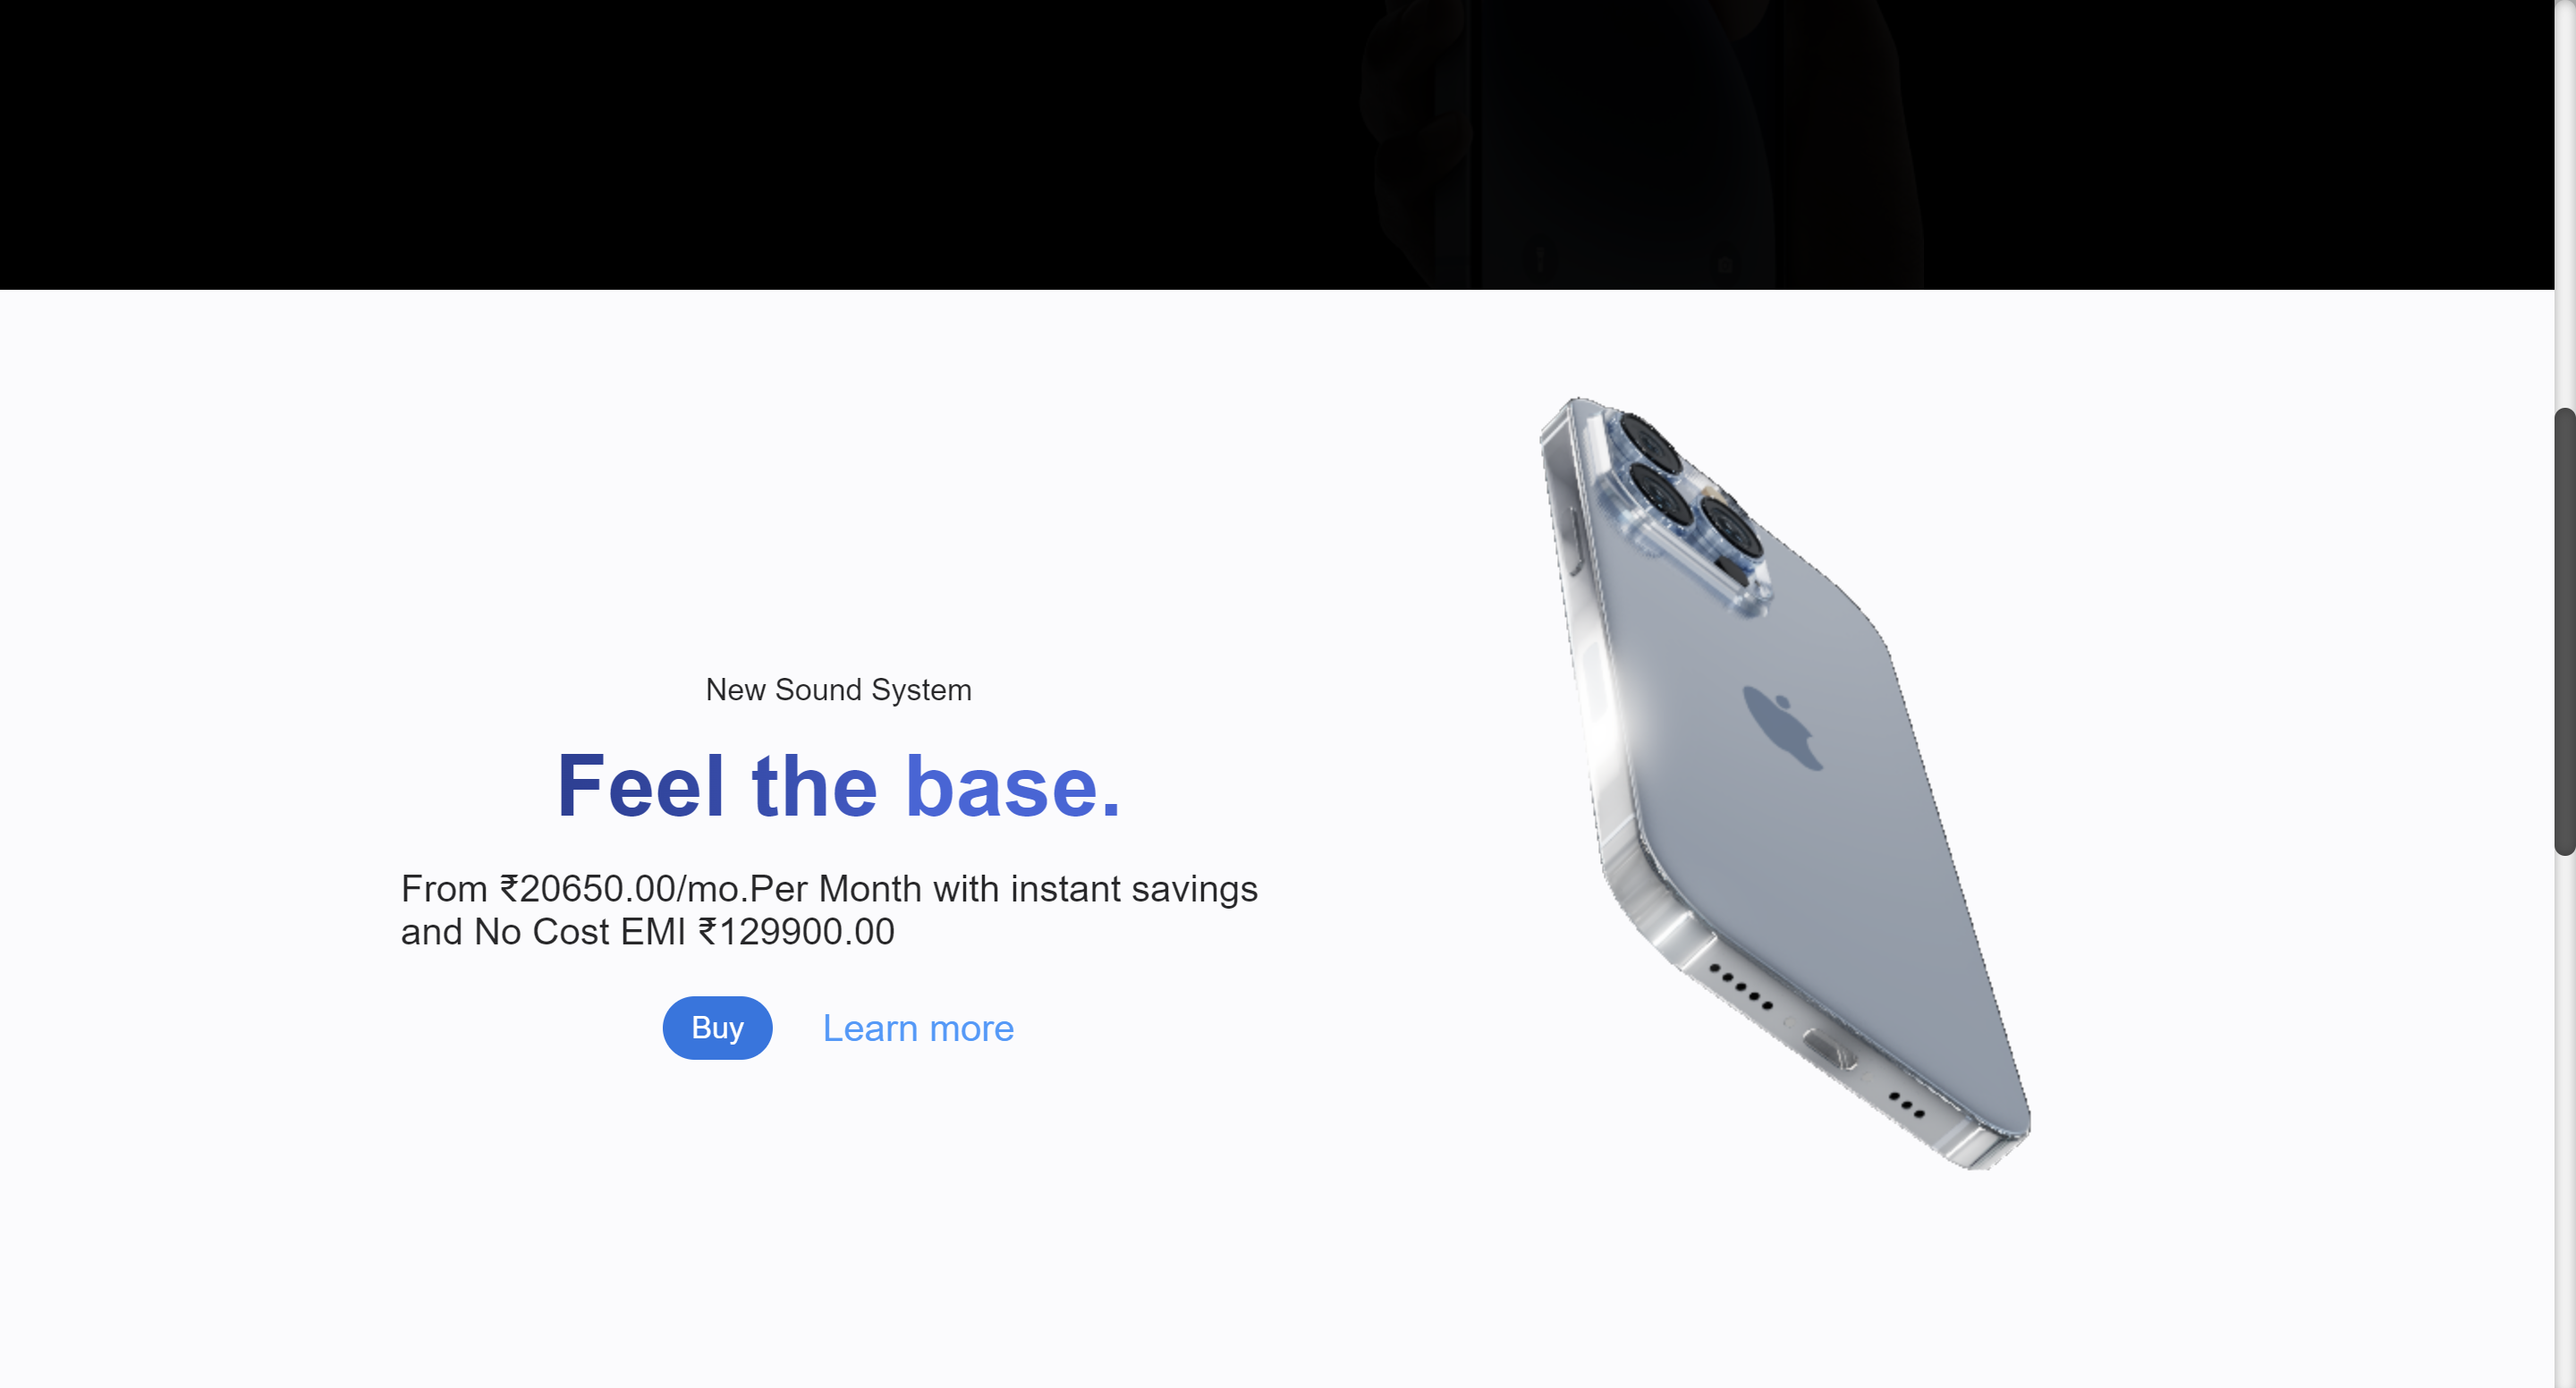 New Sound System
Feel the base.
From ₹20650.00/mo.Per Month with instant savings
and No Cost EMI ₹129900.00
Buy
Learn more